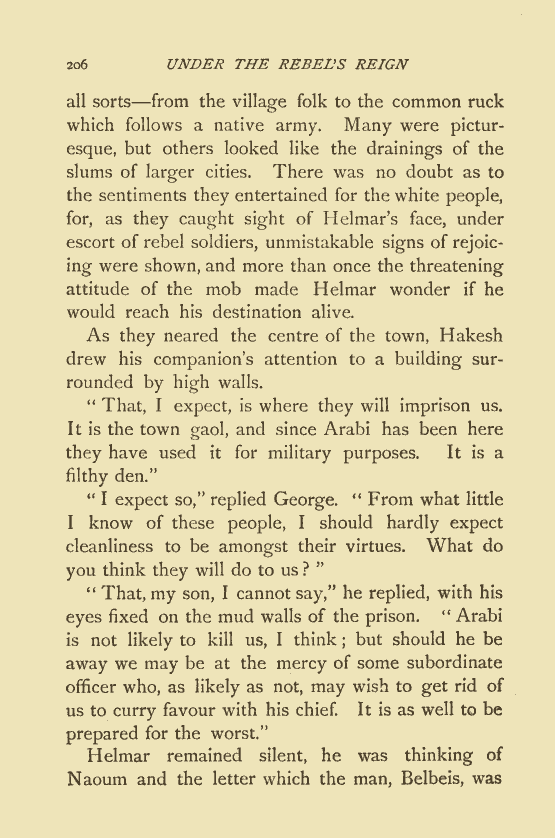 206 UNDER THE REBEL'S REIGN
all sorts—from the village folk to the common ruck
which follows a native army. Many were pictur-
esque, but others looked like the drainings of the
slums of larger cities. There was no doubt as to
the sentiments they entertained for the white people,
for, as they caught sight of Helmar's face, under
escort of rebel soldiers, unmistakable signs of rejoic-
ing were shown, and more than once the threatening
attitude of the mob made Helmar wonder if he
would reach his destination alive.
As they neared the centre of the town, Hakesh
drew his companion's attention to a building sur-
rounded by high walls.
“ That, I expect, is where they will imprison us.
It is the town gaol, and since Arabi has been here
they have used it for military purposes. It is a
filthy den.”
“ I expect so,” replied George. “ From what little
I know of these people, I should hardly expect
cleanliness to be amongst their virtues. What do
you think they will do to us ? ”
“ That, my son, I cannot say,” he replied, with his
eyes fixed on the mud walls of the prison. “ Arabi
is not likely to kill us, I think ; but should he be
away we may be at the mercy of some subordinate
officer who, as likely as not, may wish to get rid of
us to curry favour with his chief. It is as well to be
prepared for the worst.”
Helmar remained silent, he was thinking of
Naoum and the letter which the man, Belbeis, was